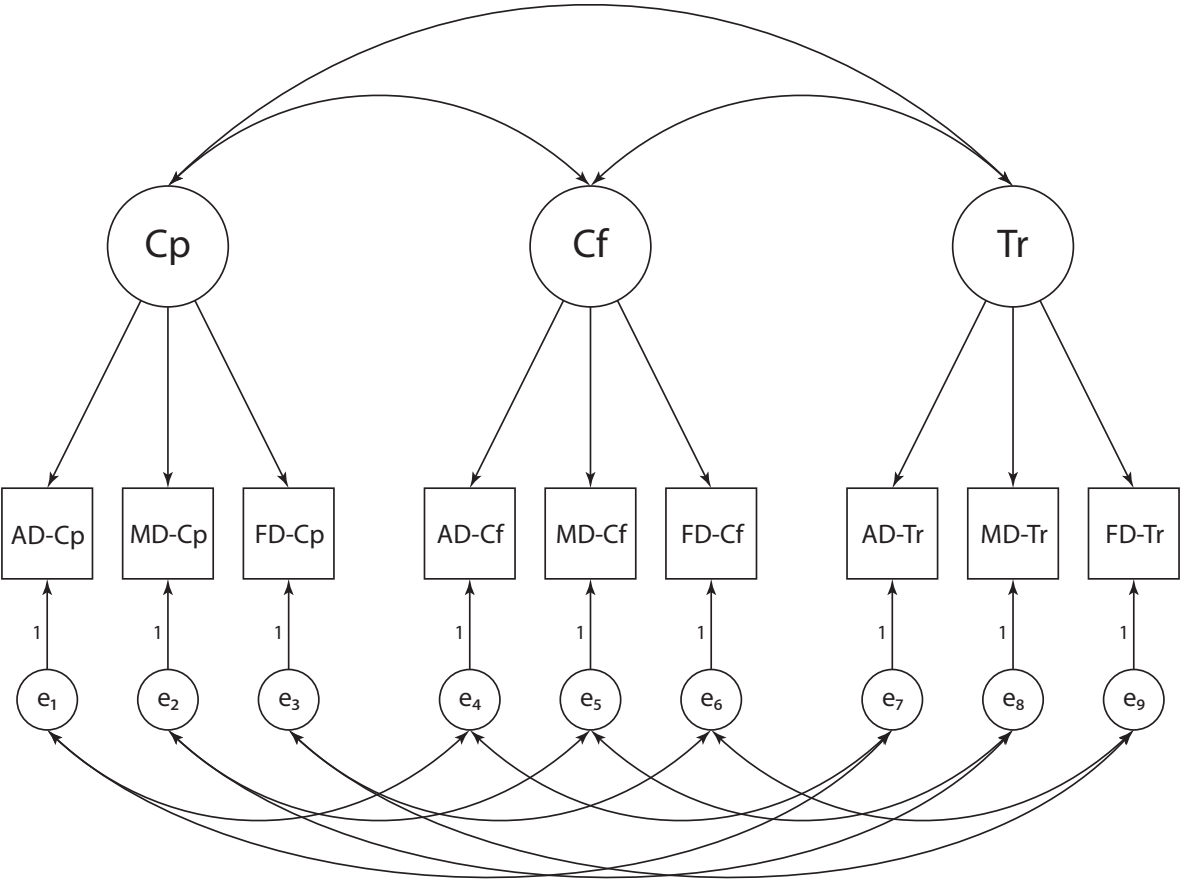 Cp Cf Tr
AD-Cp MD-Cp FD-Cp AD-Cf MD-Cf FD-Cf AD-Tr MD-Tr FD-Tr
1 1 1 1 1 1 1 1 1
e₁ e₂ e₃ e₄ e₅ e₆ e₇ e₈ e₉